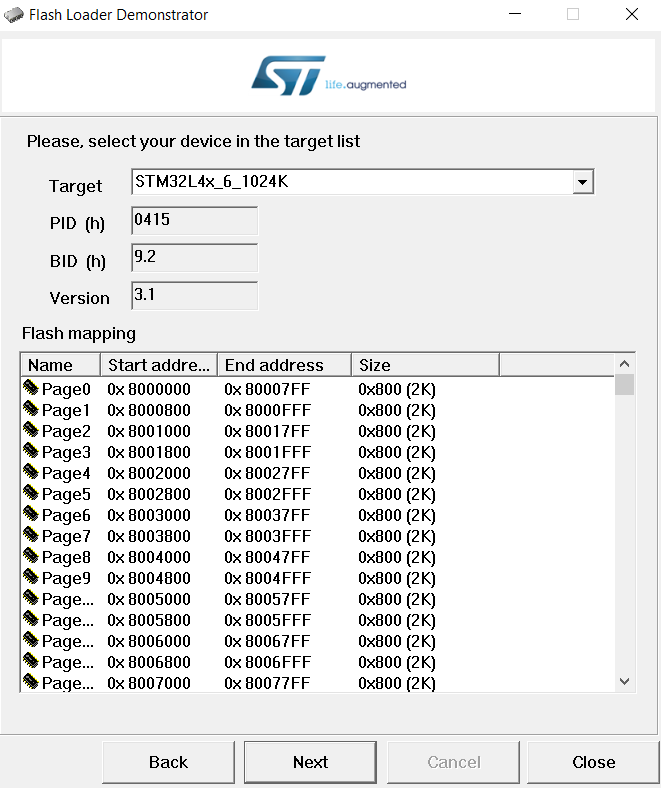 Flash Loader Demonstrator
ST life.augmented
Please, select your device in the target list
Target STM32L4x_6_1024K
PID (h) 0415
BID (h) 9.2
Version 3.1
Flash mapping
Name Start addre... End address Size
Page0 0x 8000000 0x 80007FF 0x800 (2K)
Page1 0x 8000800 0x 8000FFF 0x800 (2K)
Page2 0x 8001000 0x 80017FF 0x800 (2K)
Page3 0x 8001800 0x 8001FFF 0x800 (2K)
Page4 0x 8002000 0x 80027FF 0x800 (2K)
Page5 0x 8002800 0x 8002FFF 0x800 (2K)
Page6 0x 8003000 0x 80037FF 0x800 (2K)
Page7 0x 8003800 0x 8003FFF 0x800 (2K)
Page8 0x 8004000 0x 80047FF 0x800 (2K)
Page9 0x 8004800 0x 8004FFF 0x800 (2K)
Page... 0x 8005000 0x 80057FF 0x800 (2K)
Page... 0x 8005800 0x 8005FFF 0x800 (2K)
Page... 0x 8006000 0x 80067FF 0x800 (2K)
Page... 0x 8006800 0x 8006FFF 0x800 (2K)
Page... 0x 8007000 0x 80077FF 0x800 (2K)
Back Next Cancel Close